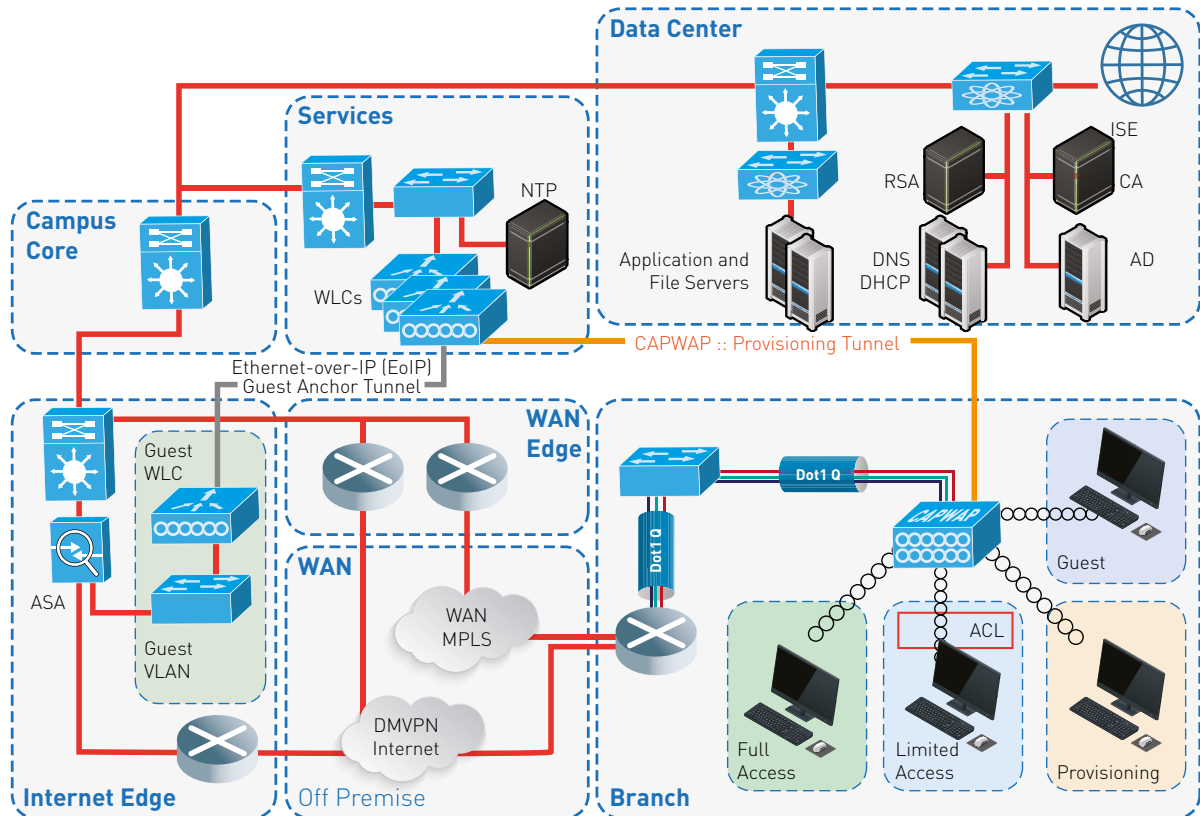 Data Center
Services
ISE
RSA
CA
NTP
Campus
Core
WLCs
Application and
File Servers
DNS
DHCP
AD
CAPWAP :: Provisioning Tunnel
Ethernet-over-IP (EoIP)
Guest Anchor Tunnel
WAN
Edge
Guest
WLC
Dot1 Q
Dot1 Q
CAPWAP
Guest
WAN
ASA
WAN
MPLS
ACL
Guest
VLAN
DMVPN
Internet
Full
Access
Limited
Access
Provisioning
Internet Edge
Off Premise
Branch